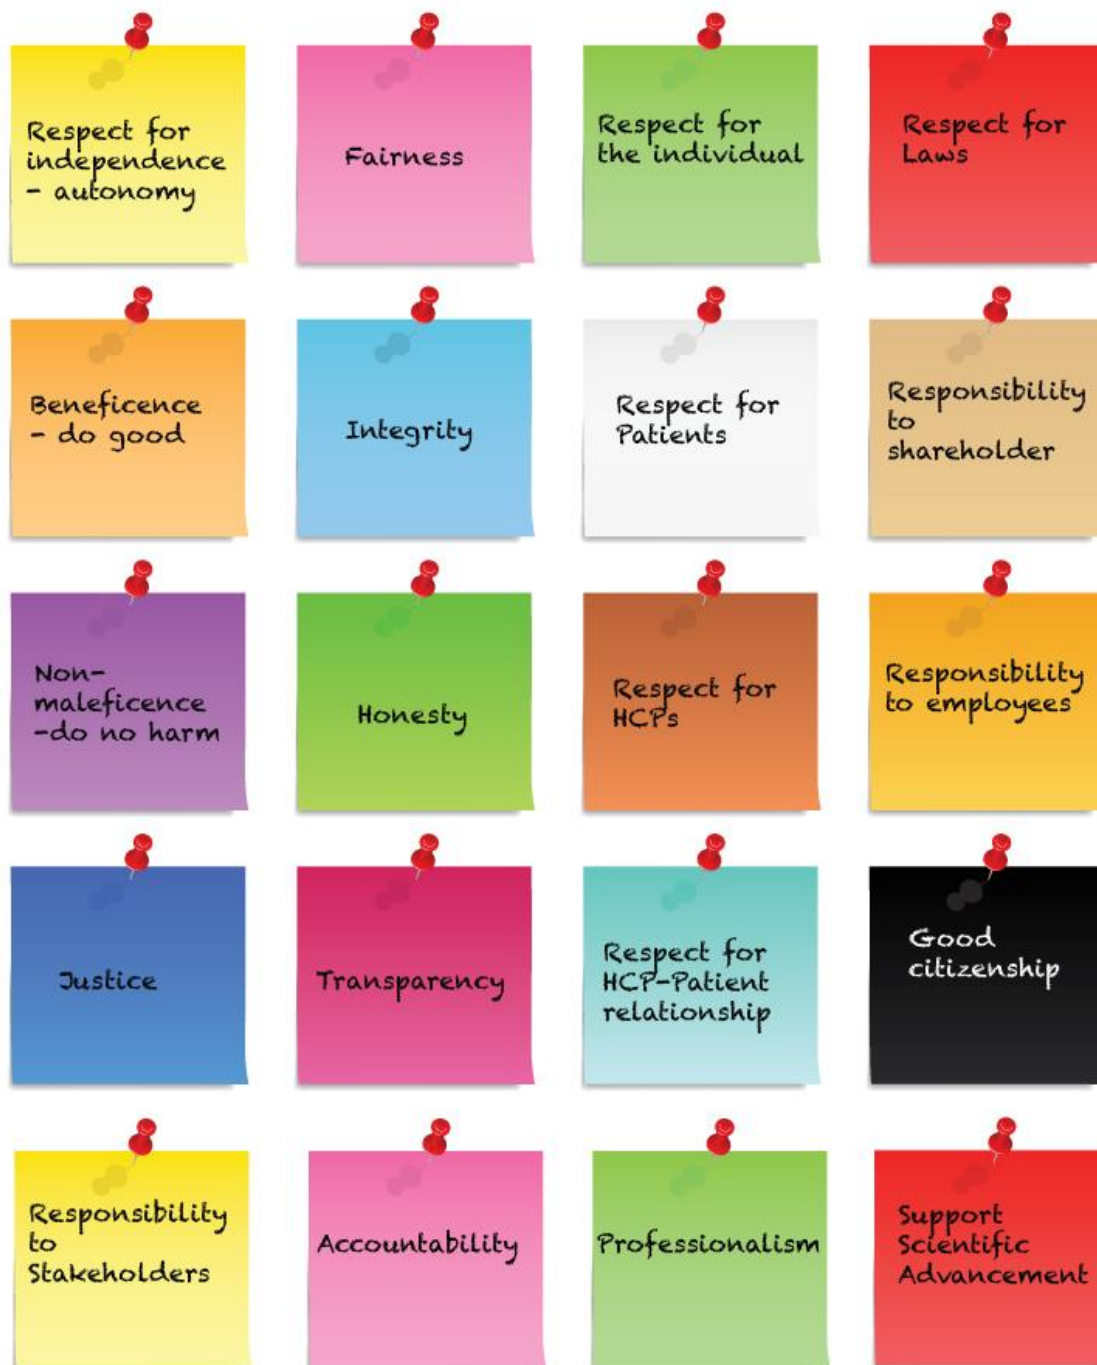 Respect for
independence
- autonomy
Fairness
Respect for
the individual
Respect for
Laws
Beneficence
- do good
Integrity
Respect for
Patients
Responsibility
to
shareholder
Non-
maleficence
-do no harm
Honesty
Respect for
HCPs
Responsibility
to employees
Justice
Transparency
Respect for
HCP-Patient
relationship
Good
citizenship
Responsibility
to
Stakeholders
Accountability
Professionalism
Support
Scientific
Advancement